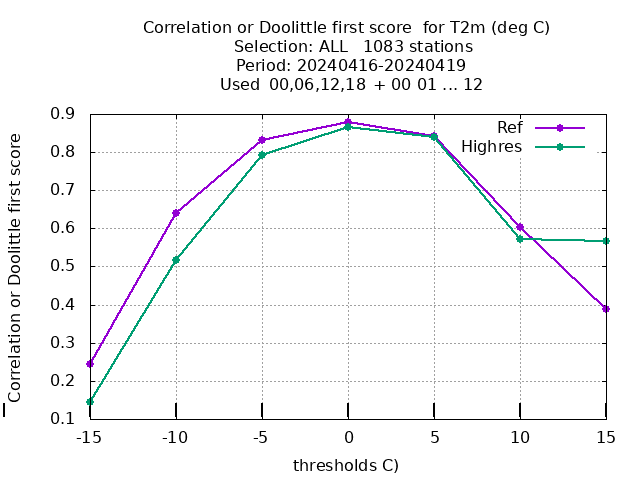 Correlation or Doolittle first score  for T2m (deg C)
Selection: ALL   1083 stations
Period: 20240416-20240419
Used  00,06,12,18  + 00 01 ... 12
Ref
Highres
Correlation or Doolittle first score
0.9
0.8
0.7
0.6
0.5
0.4
0.3
0.2
0.1
-15 -10 -5 0 5 10 15
thresholds C)